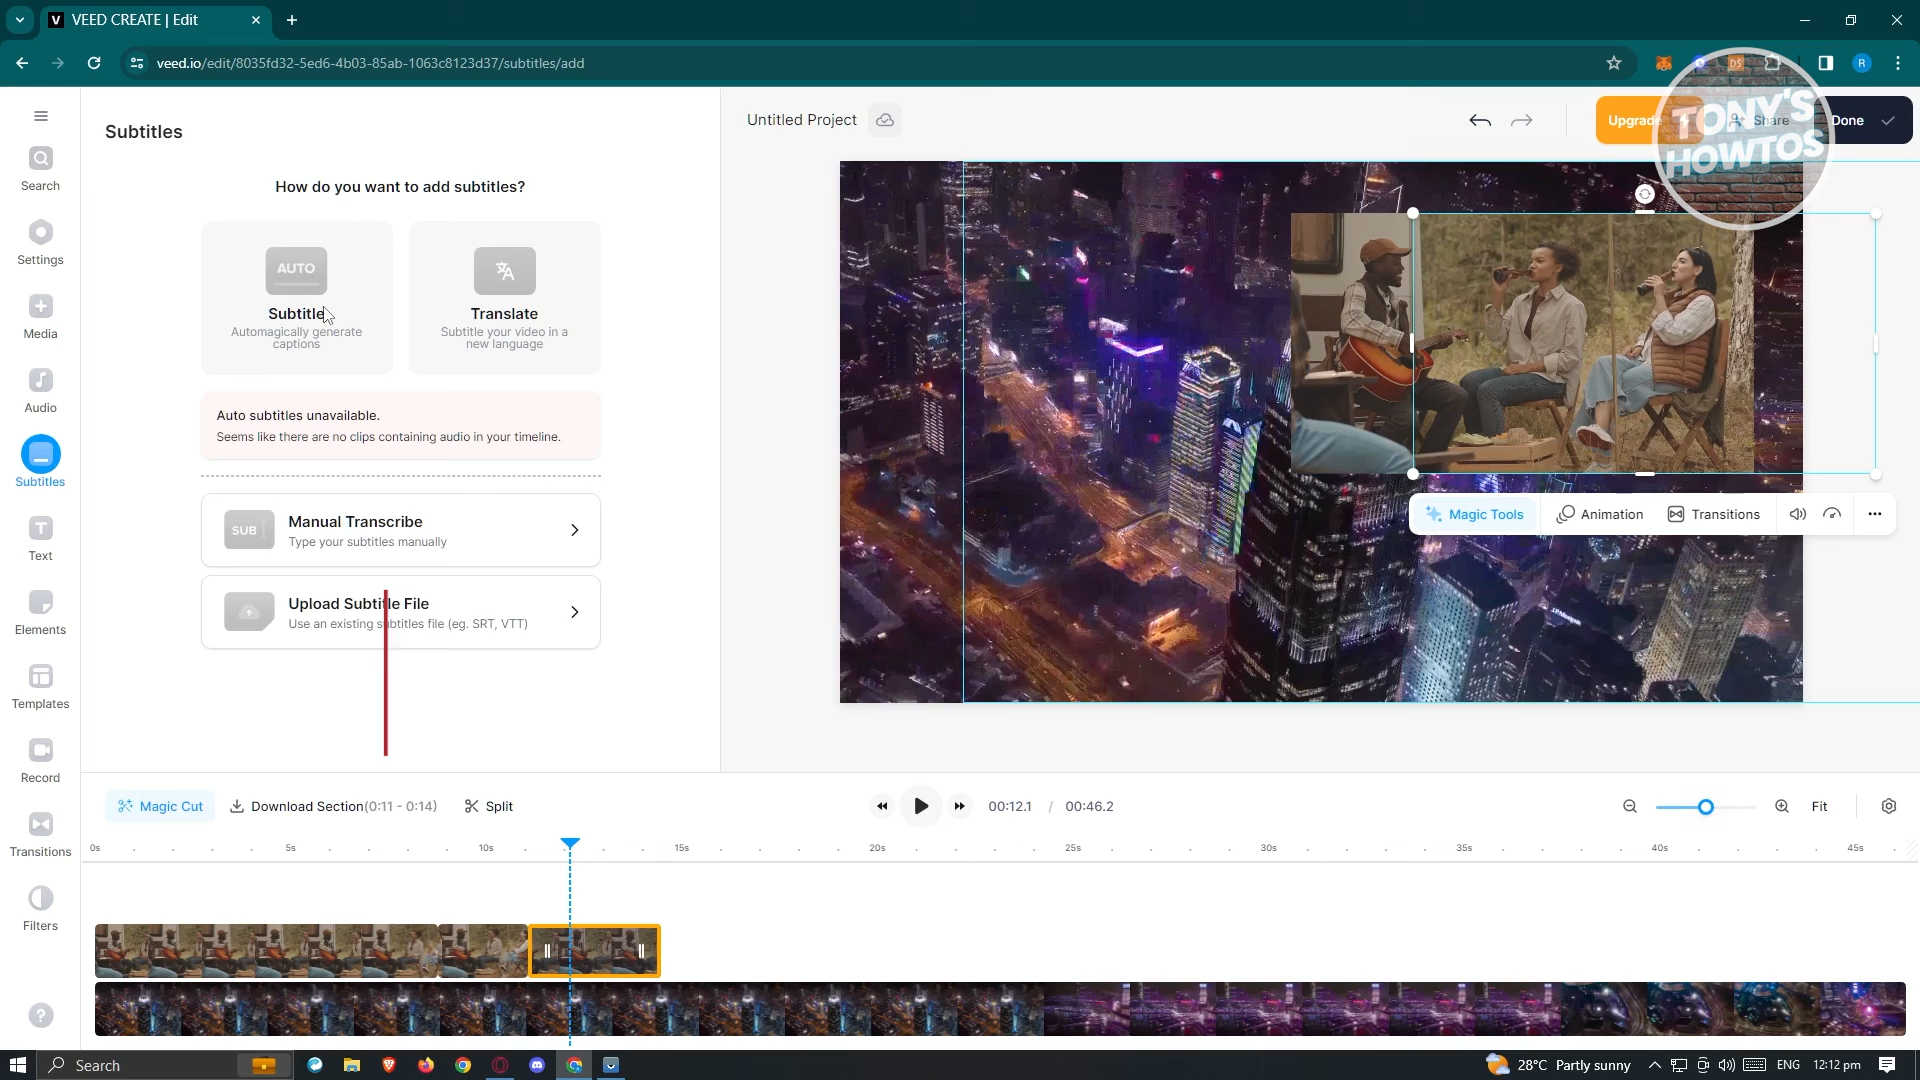 VEED CREATE | Edit
veed.io/edit/8035fd32-5ed6-4b03-85ab-1063c8123d37/subtitles/add
R
DS
TONY'S
HOWTOS
Subtitles
Untitled Project
Upgrade
Share
Done
Search
Settings
Media
Audio
Subtitles
Text
Elements
Templates
Record
Transitions
Filters
How do you want to add subtitles?
AUTO
Subtitle
Automagically generate
captions
Translate
Subtitle your video in a
new language
Auto subtitles unavailable.
Seems like there are no clips containing audio in your timeline.
SUB
Manual Transcribe
Type your subtitles manually
Upload Subtitle File
Use an existing subtitles file (eg. SRT, VTT)
Magic Tools
Animation
Transitions
Magic Cut
Download Section(0:11 - 0:14)
Split
00:12.1 / 00:46.2
Fit
0s 5s 10s 15s 20s 25s 30s 35s 40s 45s
Search
28°C Partly sunny
ENG
12:12 pm